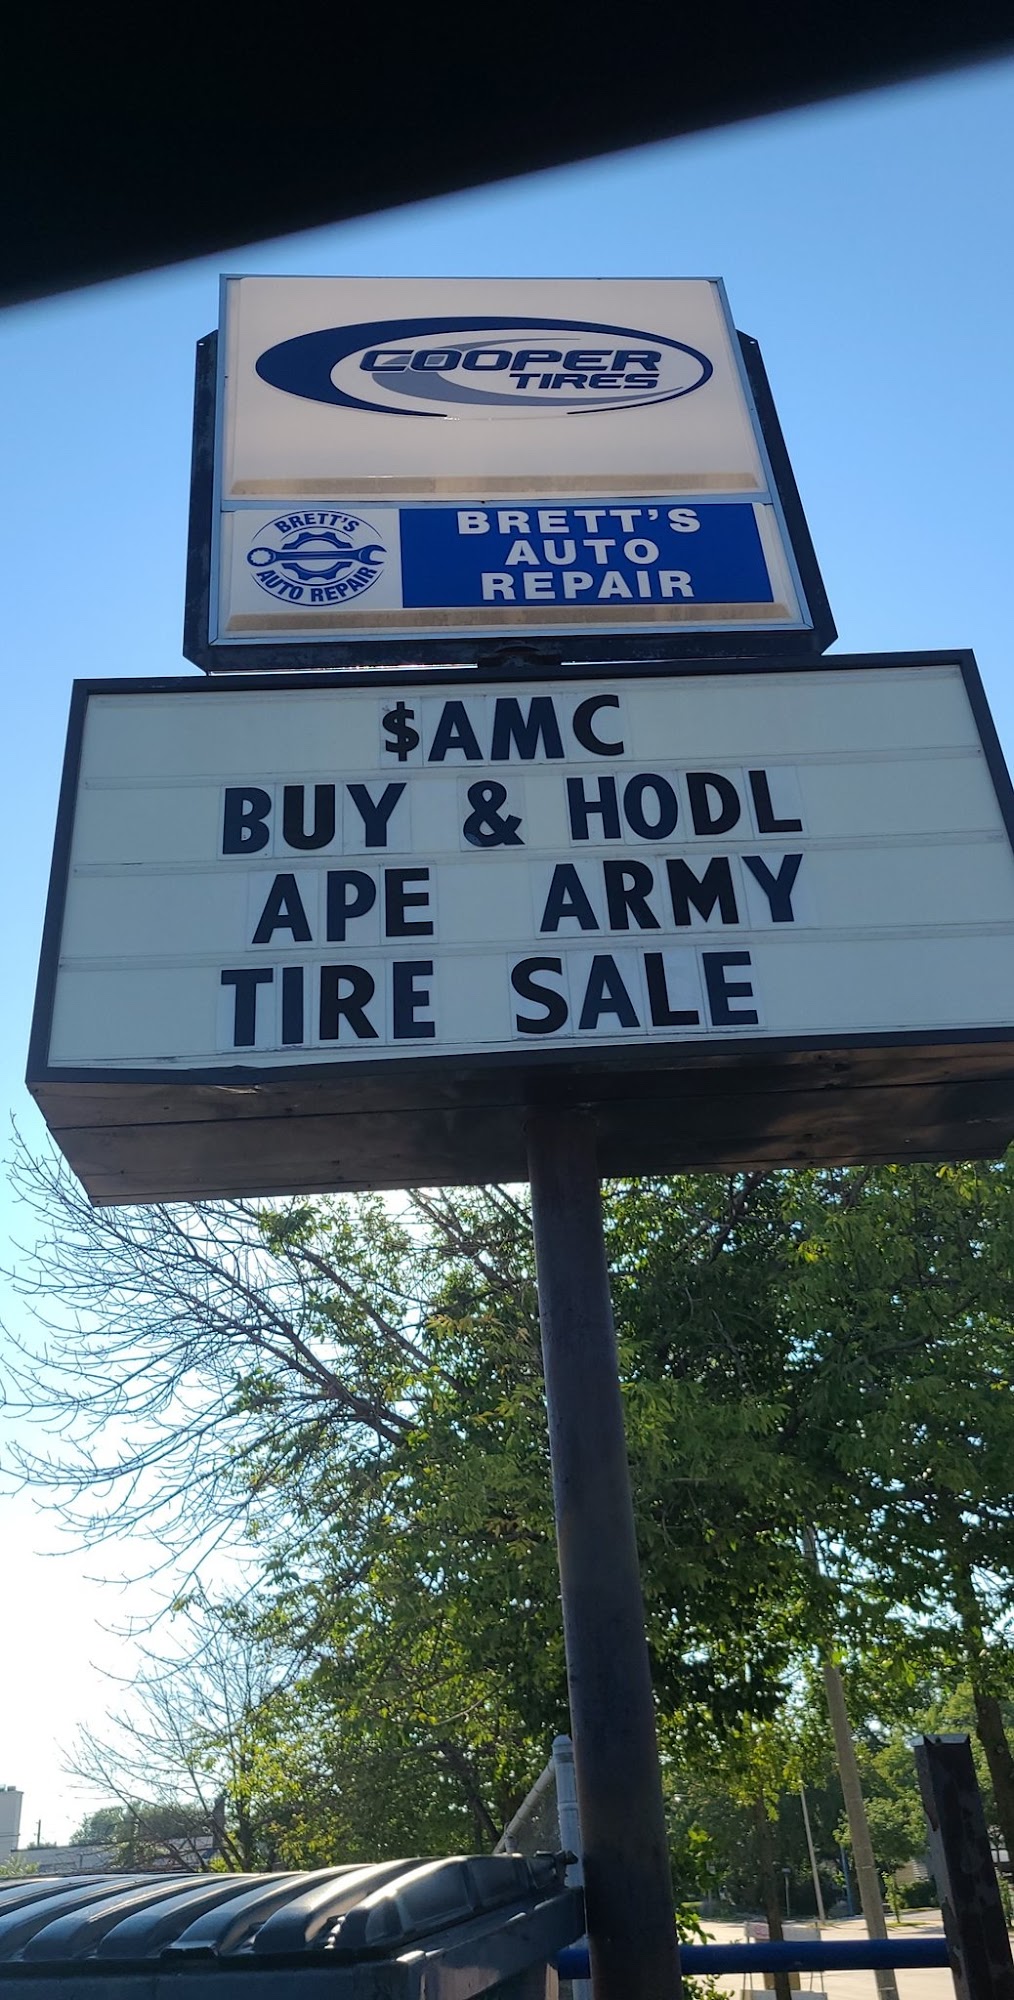 COOPER
TIRES
BRETT'S
AUTO REPAIR
BRETT'S
AUTO
REPAIR
$AMC
BUY & HODL
APE ARMY
TIRE SALE